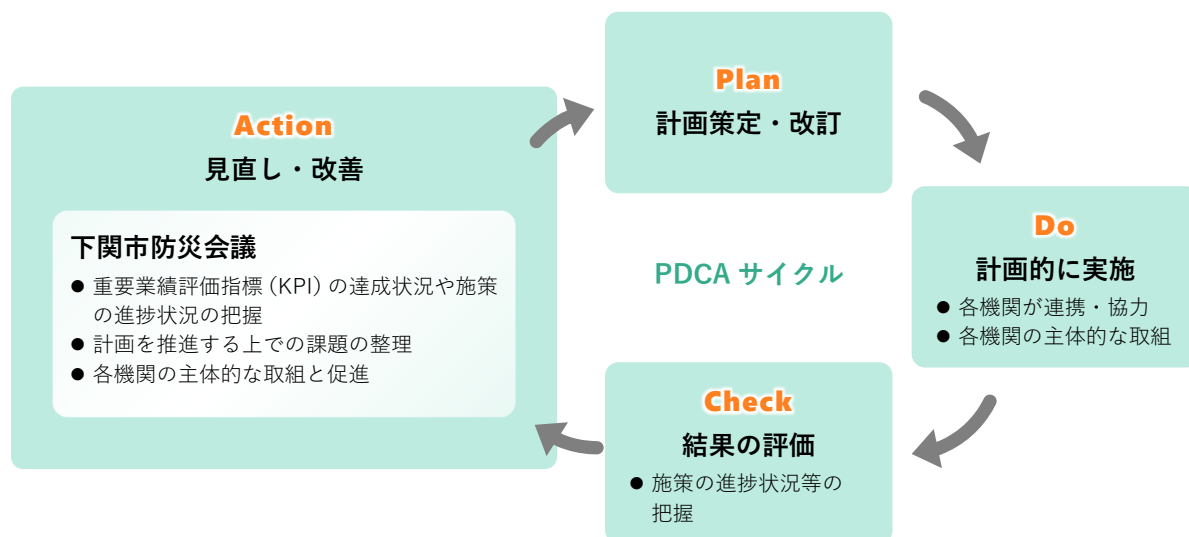 Plan
計画策定・改訂
Action
見直し・改善
下関市防災会議
● 重要業績評価指標（KPI）の達成状況や施策
の進捗状況の把握
● 計画を推進する上での課題の整理
● 各機関の主体的な取組と促進
PDCA サイクル
Do
計画的に実施
● 各機関が連携・協力
● 各機関の主体的な取組
Check
結果の評価
● 施策の進捗状況等の
把握